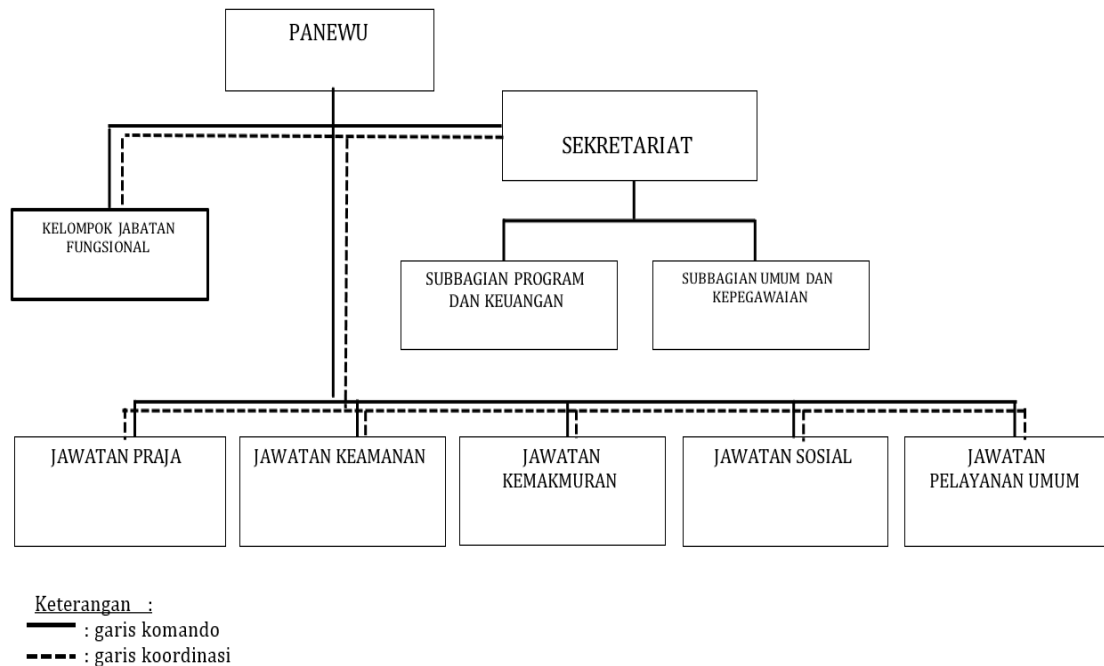 PANEWU
SEKRETARIAT
KELOMPOK JABATAN
FUNGSIONAL
SUBBAGIAN PROGRAM
DAN KEUANGAN
SUBBAGIAN UMUM DAN
KEPEGAWAIAN
JAWATAN PRAJA
JAWATAN KEAMANAN
JAWATAN
KEMAKMURAN
JAWATAN SOSIAL
JAWATAN
PELAYANAN UMUM
Keterangan :
: garis komando
: garis koordinasi